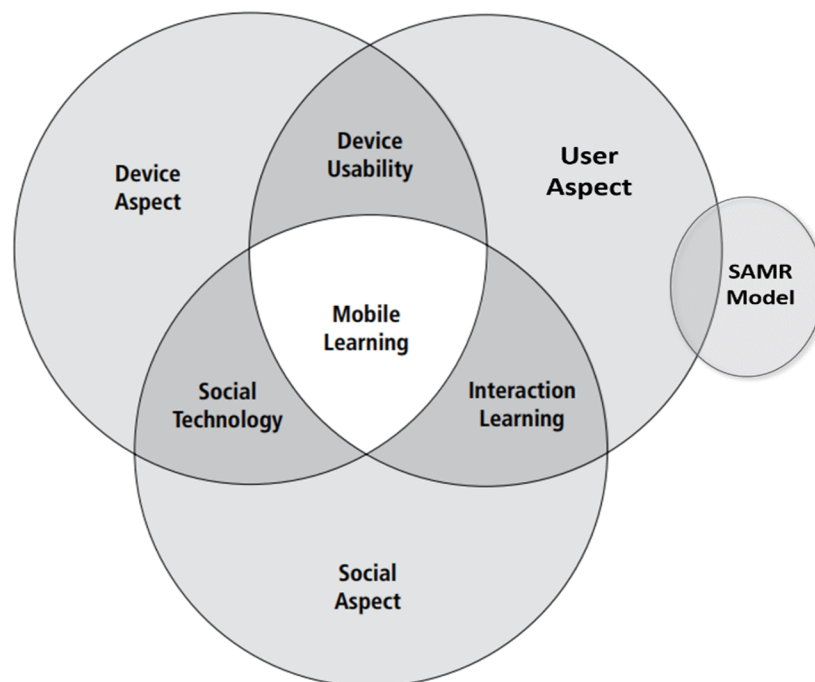 Device
Usability
User
Aspect
Device
Aspect
SAMR
Model
Mobile
Learning
Social
Technology
Interaction
Learning
Social
Aspect